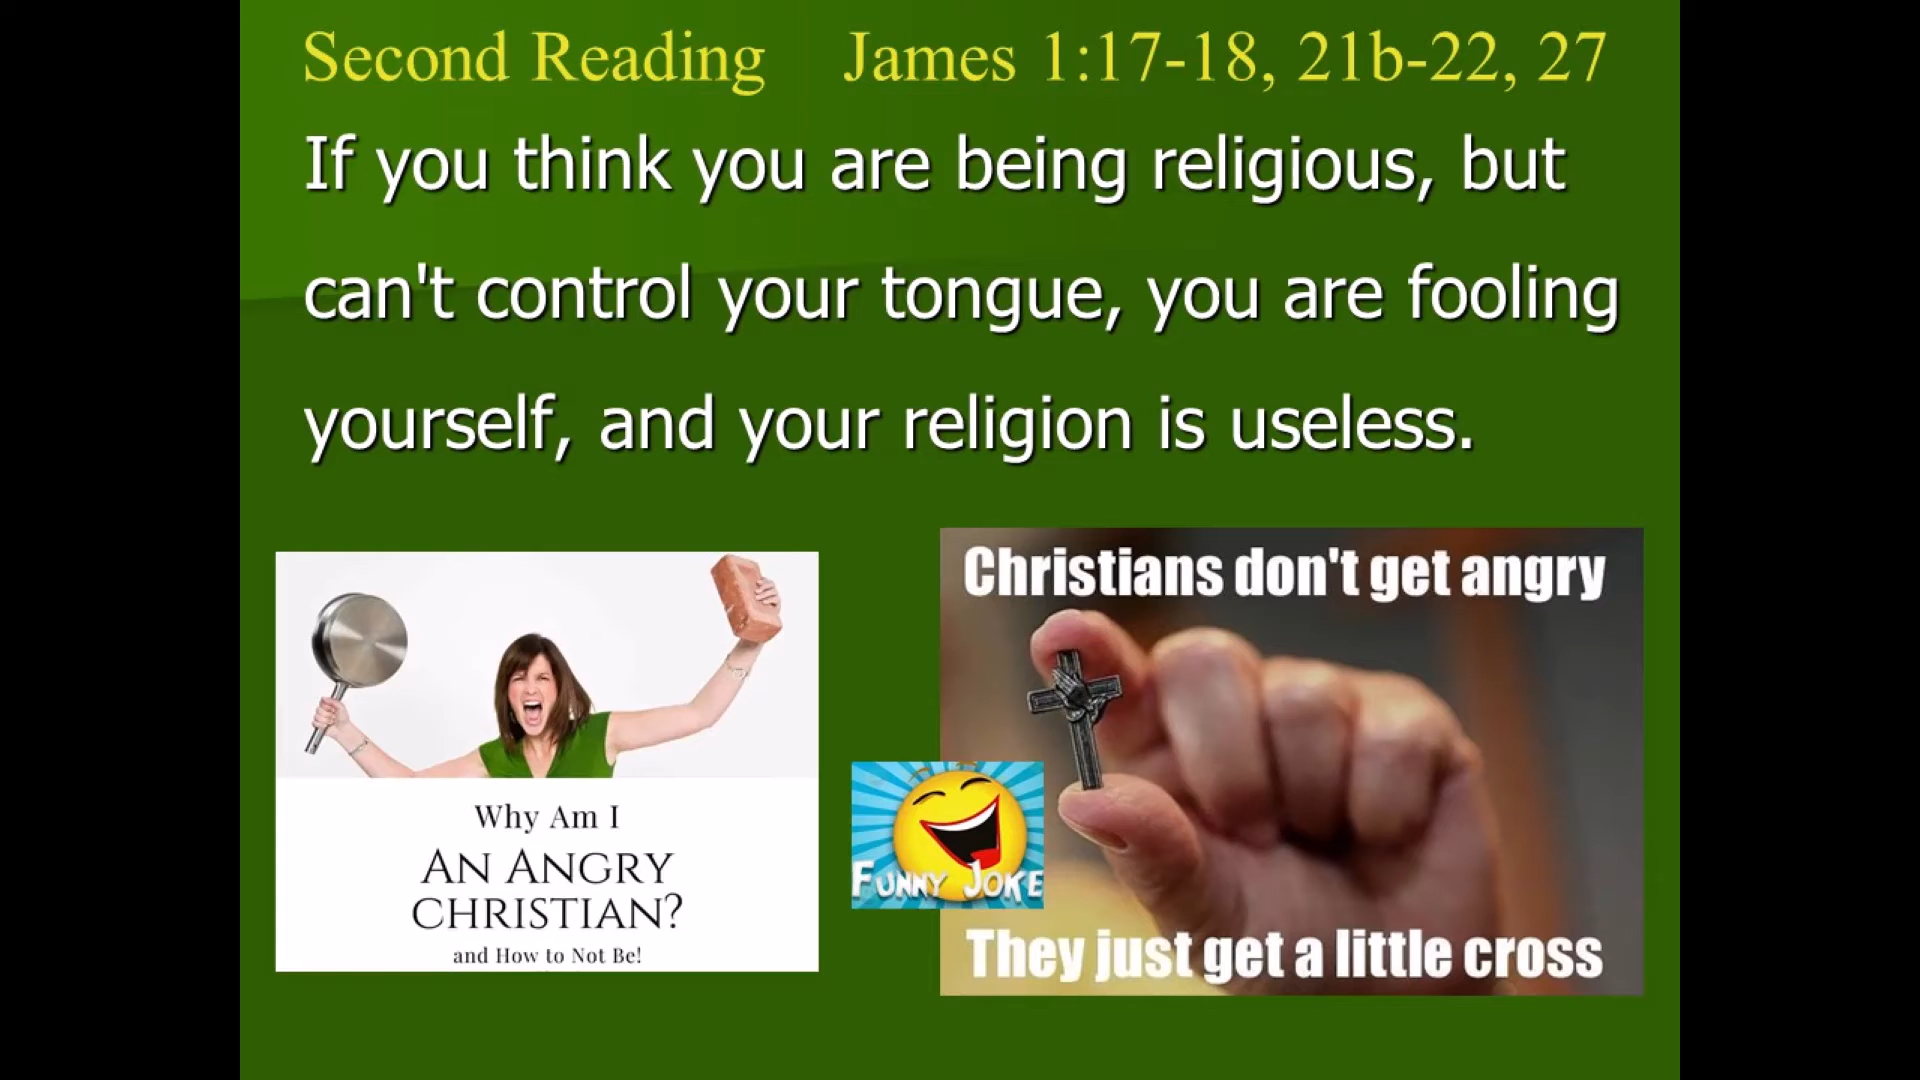 Second Reading James 1:17-18, 21b-22, 27
If you think you are being religious, but
can't control your tongue, you are fooling
yourself, and your religion is useless.
Why Am I
AN ANGRY
CHRISTIAN?
and How to Not Be!
FUNNY JOKE
Christians don't get angry
They just get a little cross